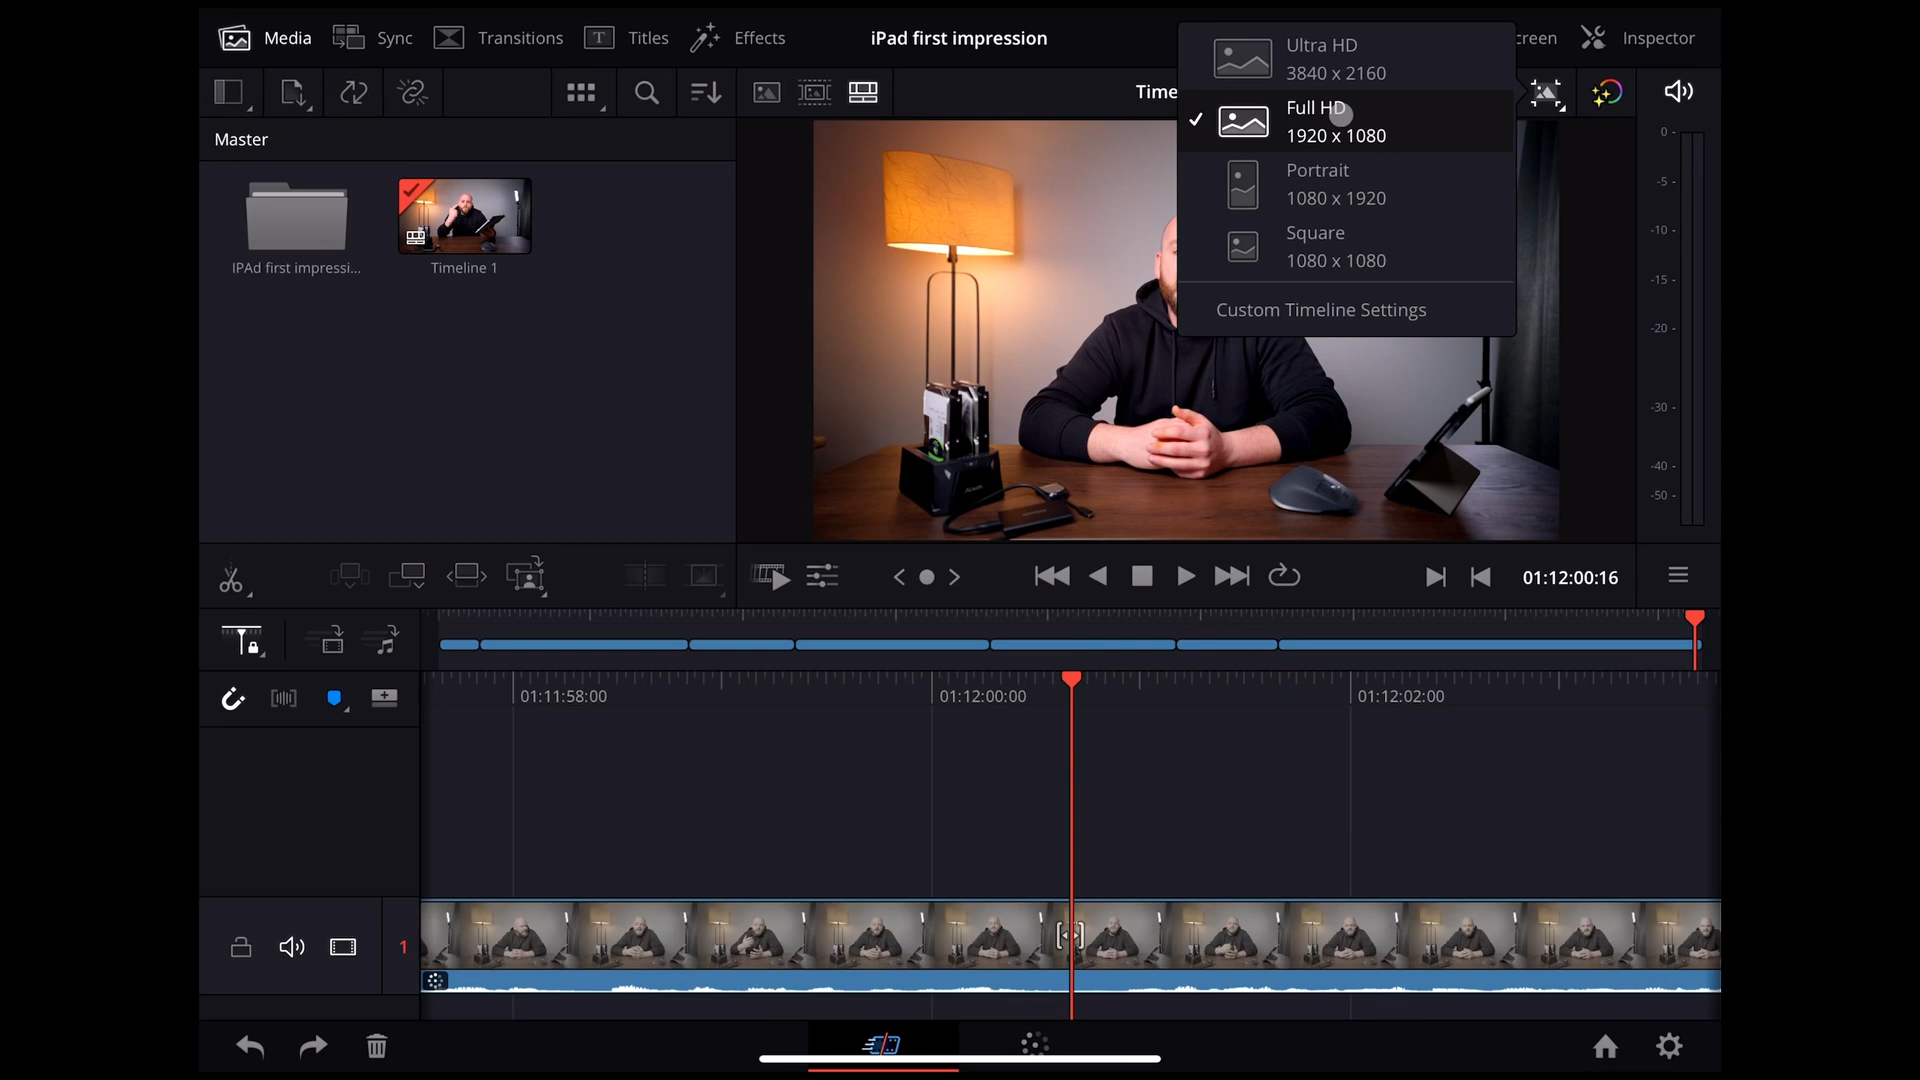 Media
Sync
Transitions
Titles
Effects
iPad first impression
creen
Inspector
Ultra HD
3840 x 2160
Full HD
1920 x 1080
Portrait
1080 x 1920
Square
1080 x 1080
Custom Timeline Settings
Time
Master
IPAd first impressi...
Timeline 1
0
-5
-10
-15
-20
-30
-40
-50
01:12:00:16
01:11:58:00
01:12:00:00
01:12:02:00
1